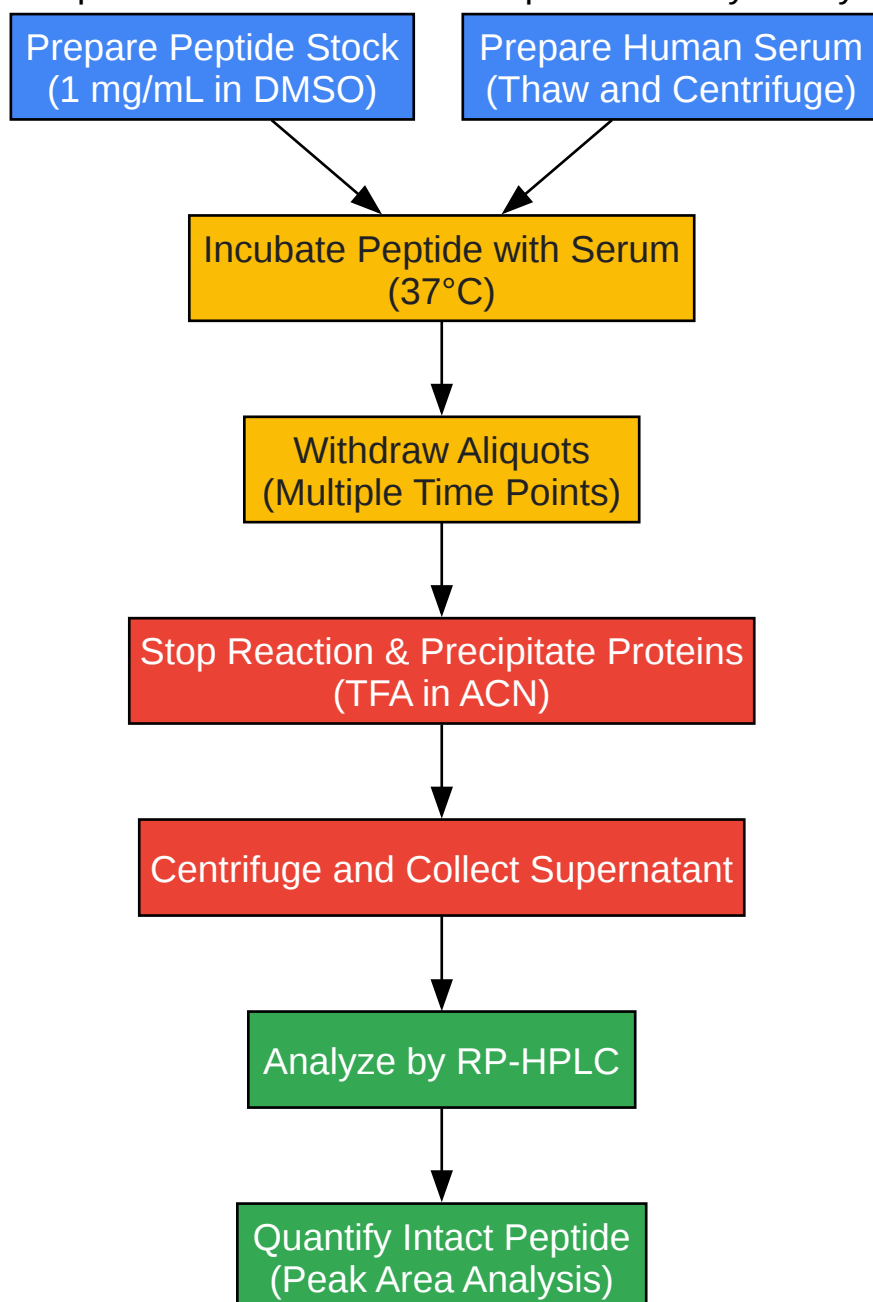 Prepare Peptide Stock
(1 mg/mL in DMSO)
Prepare Human Serum
(Thaw and Centrifuge)
Incubate Peptide with Serum
(37°C)
Withdraw Aliquots
(Multiple Time Points)
Stop Reaction & Precipitate Proteins
(TFA in ACN)
Centrifuge and Collect Supernatant
Analyze by RP-HPLC
Quantify Intact Peptide
(Peak Area Analysis)